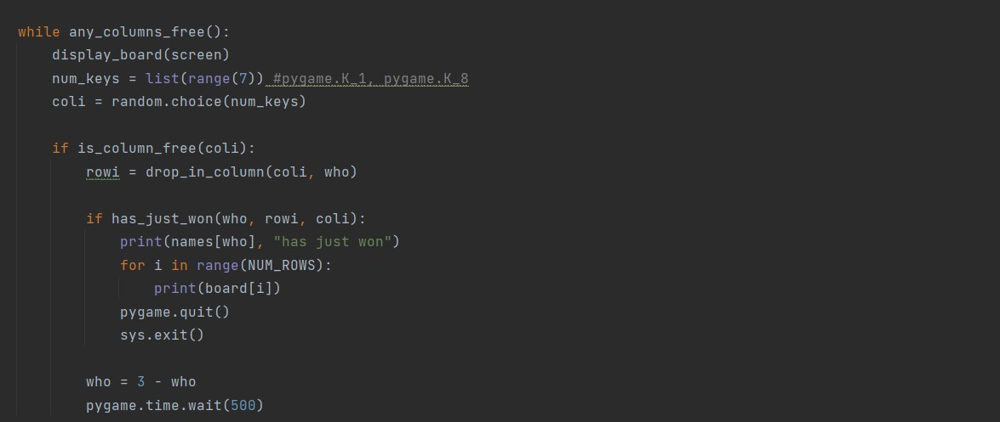 while any_columns_free():
    display_board(screen)
    num_keys = list(range(7)) #pygame.K_1, pygame.K_8
    coli = random.choice(num_keys)

    if is_column_free(coli):
        rowi = drop_in_column(coli, who)

        if has_just_won(who, rowi, coli):
            print(names[who], "has just won")
            for i in range(NUM_ROWS):
                print(board[i])
            pygame.quit()
            sys.exit()

        who = 3 - who
        pygame.time.wait(500)